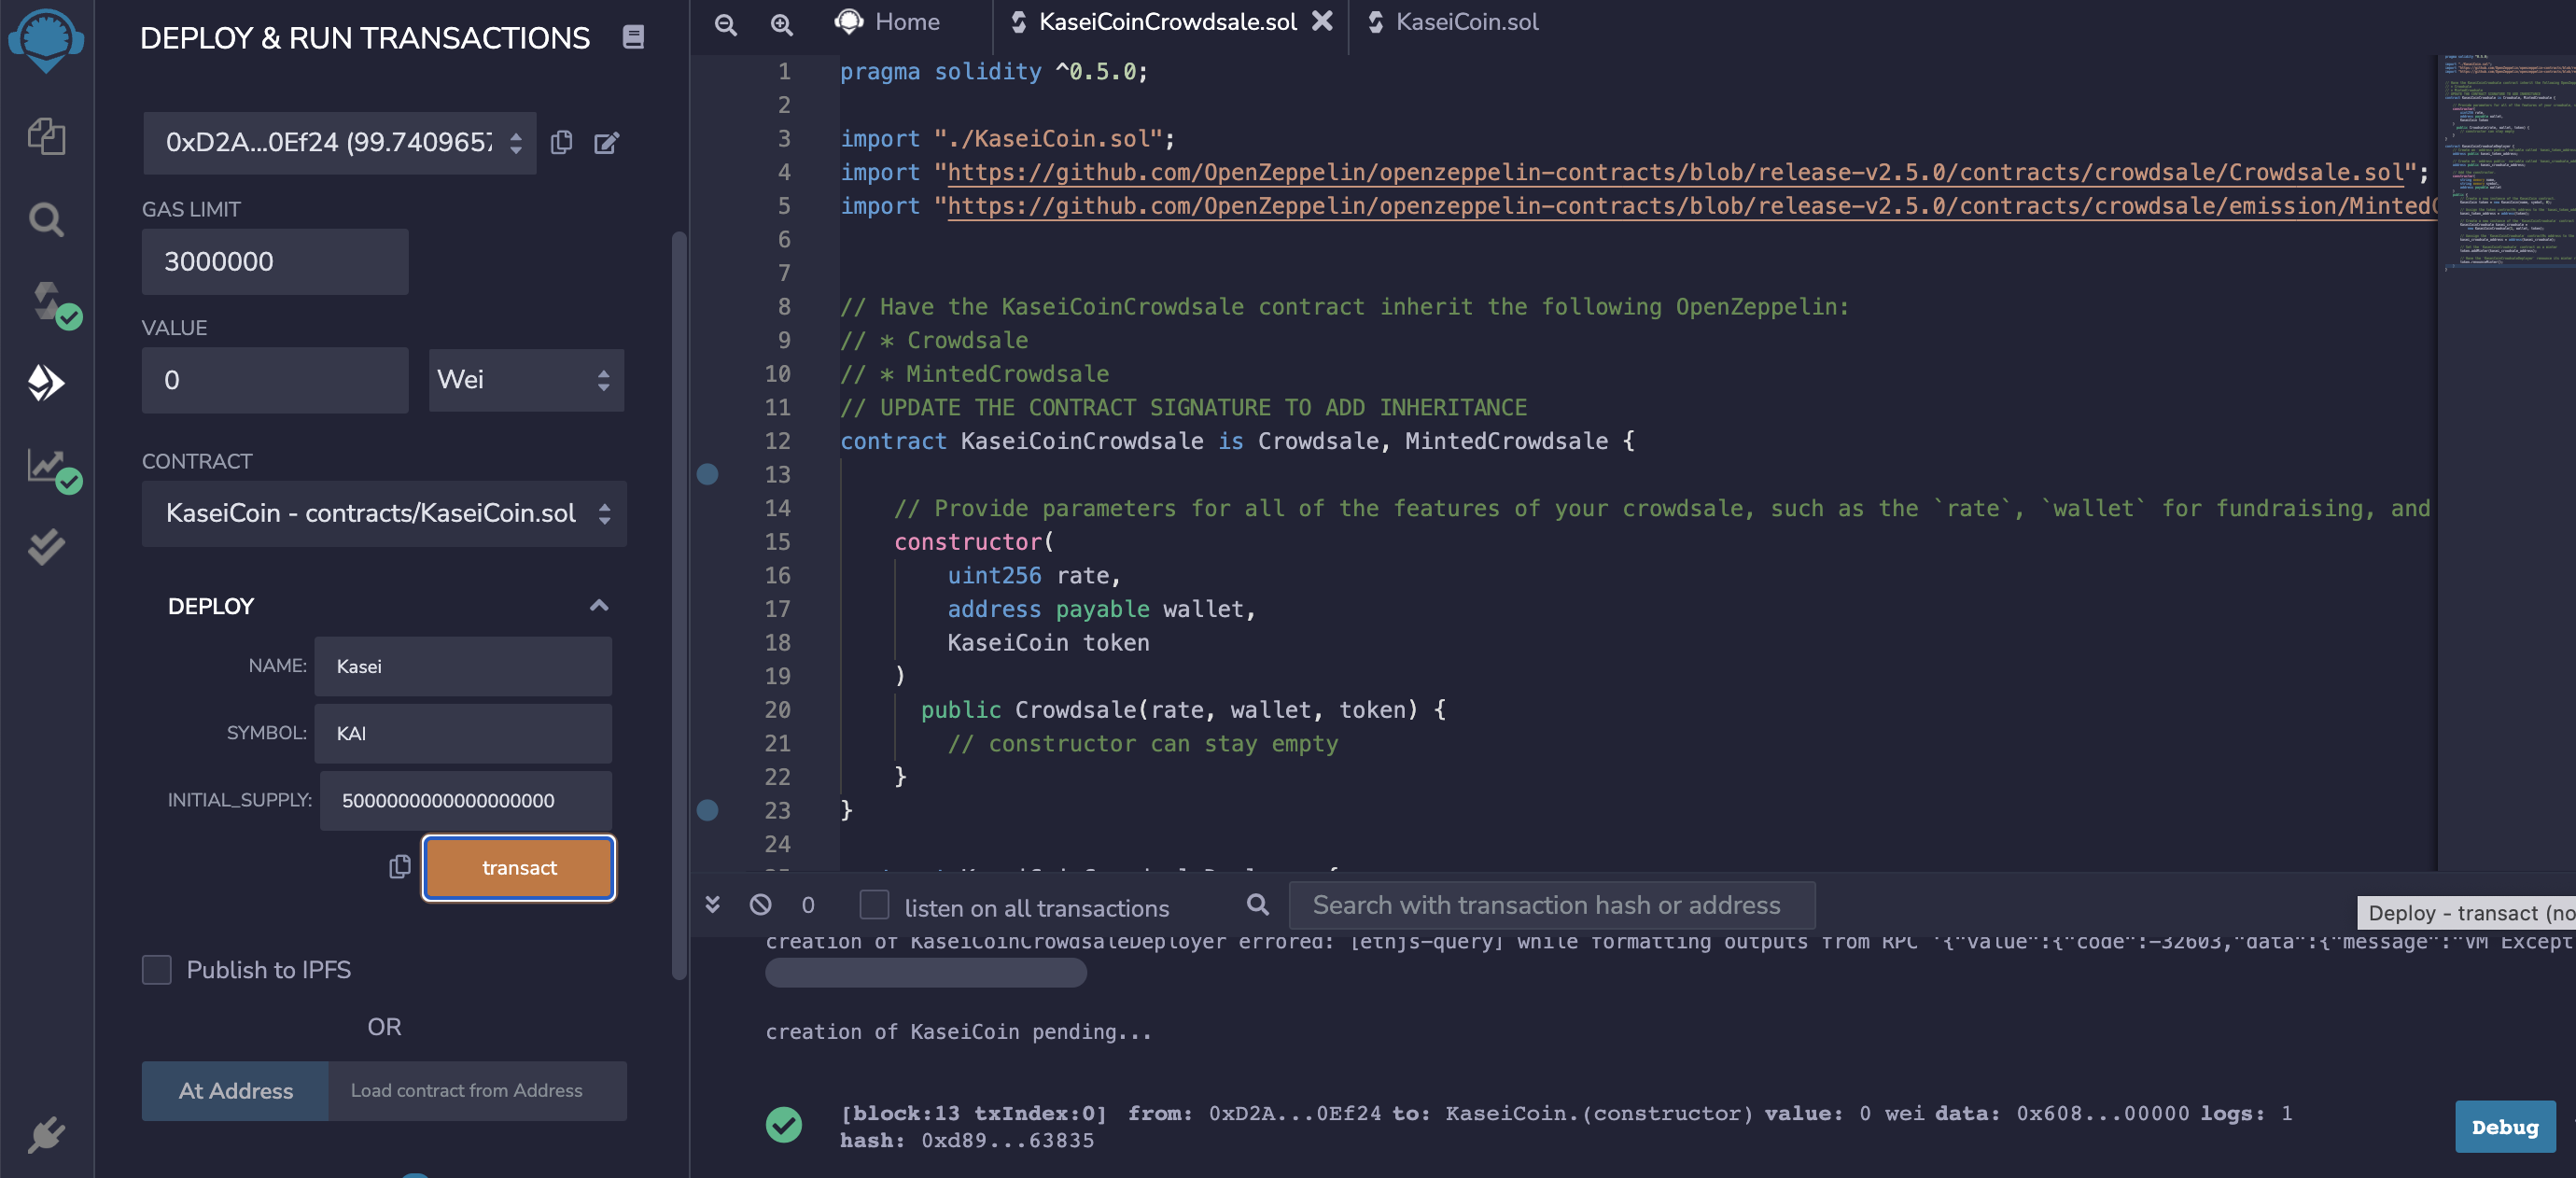 DEPLOY & RUN TRANSACTIONS
0xD2A...0Ef24 (99.7409657
GAS LIMIT
3000000
VALUE
0
Wei
CONTRACT
KaseiCoin - contracts/KaseiCoin.sol
DEPLOY
NAME: Kasei
SYMBOL: KAI
INITIAL_SUPPLY: 5000000000000000000
transact
Publish to IPFS
OR
At Address Load contract from Address
Home KaseiCoinCrowdsale.sol KaseiCoin.sol
1 pragma solidity ^0.5.0;
2
3 import "./KaseiCoin.sol";
4 import "https://github.com/OpenZeppelin/openzeppelin-contracts/blob/release-v2.5.0/contracts/crowdsale/Crowdsale.sol";
5 import "https://github.com/OpenZeppelin/openzeppelin-contracts/blob/release-v2.5.0/contracts/crowdsale/emission/Minted
6
7
8 // Have the KaseiCoinCrowdsale contract inherit the following OpenZeppelin:
9 // * Crowdsale
10 // * MintedCrowdsale
11 // UPDATE THE CONTRACT SIGNATURE TO ADD INHERITANCE
12 contract KaseiCoinCrowdsale is Crowdsale, MintedCrowdsale {
13
14 // Provide parameters for all of the features of your crowdsale, such as the `rate`, `wallet` for fundraising, and
15 constructor(
16 uint256 rate,
17 address payable wallet,
18 KaseiCoin token
19 )
20 public Crowdsale(rate, wallet, token) {
21 // constructor can stay empty
22 }
23 }
24
0 listen on all transactions Search with transaction hash or address
Deploy - transact (no
creation of KaseiCoinCrowdsaleDeployer errored: [ethjs-query] while formatting outputs from RPC '{"value":{"code":-32603,"data":{"message":"VM Except
creation of KaseiCoin pending...
[block:13 txIndex:0] from: 0xD2A...0Ef24 to: KaseiCoin.(constructor) value: 0 wei data: 0x608...00000 logs: 1
hash: 0xd89...63835
Debug